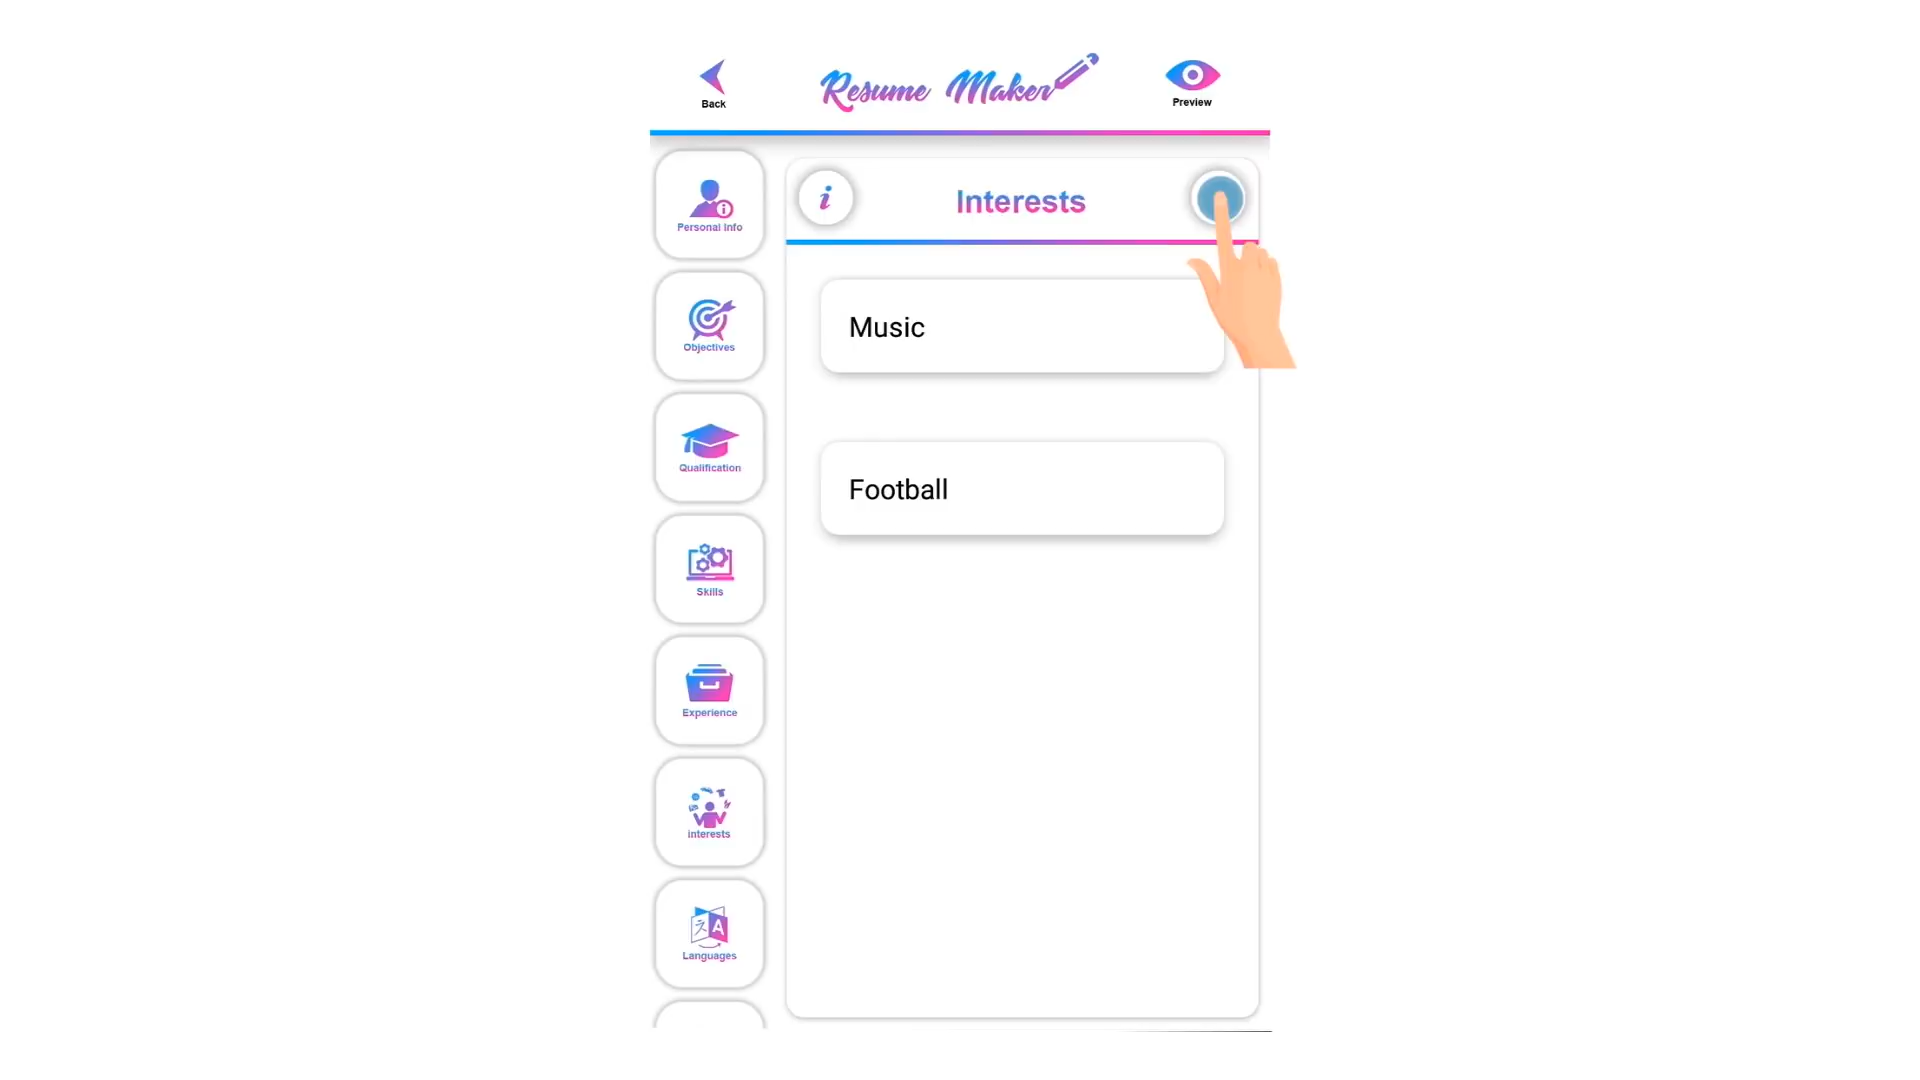 Back
Resume Maker
Preview
Personal Info
Objectives
Qualification
Skills
Experience
interests
Languages
i
Interests
Music
Football